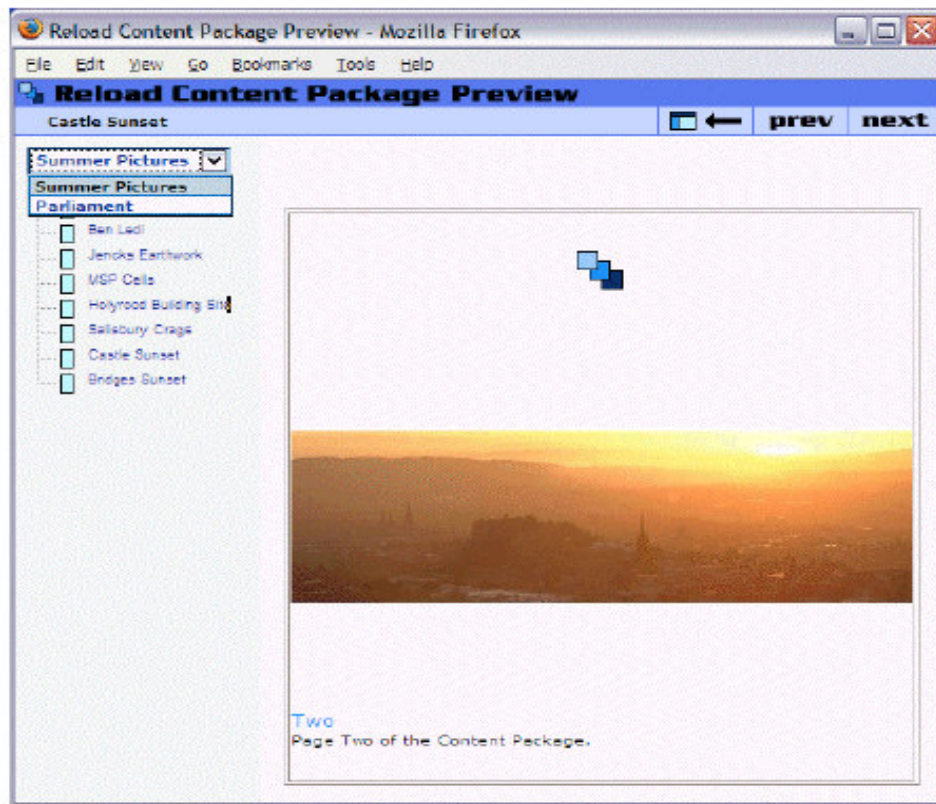 Reload Content Package Preview - Mozilla Firefox
File Edit View Go Bookmarks Tools Help
Reload Content Package Preview
Castle Sunset
prev next
Summer Pictures
Summer Pictures
Parliament
Ben Ledi
Jencks Earthwork
MSP Cells
Holyrood Building Site
Salisbury Crags
Castle Sunset
Bridges Sunset
Two
Page Two of the Content Package.